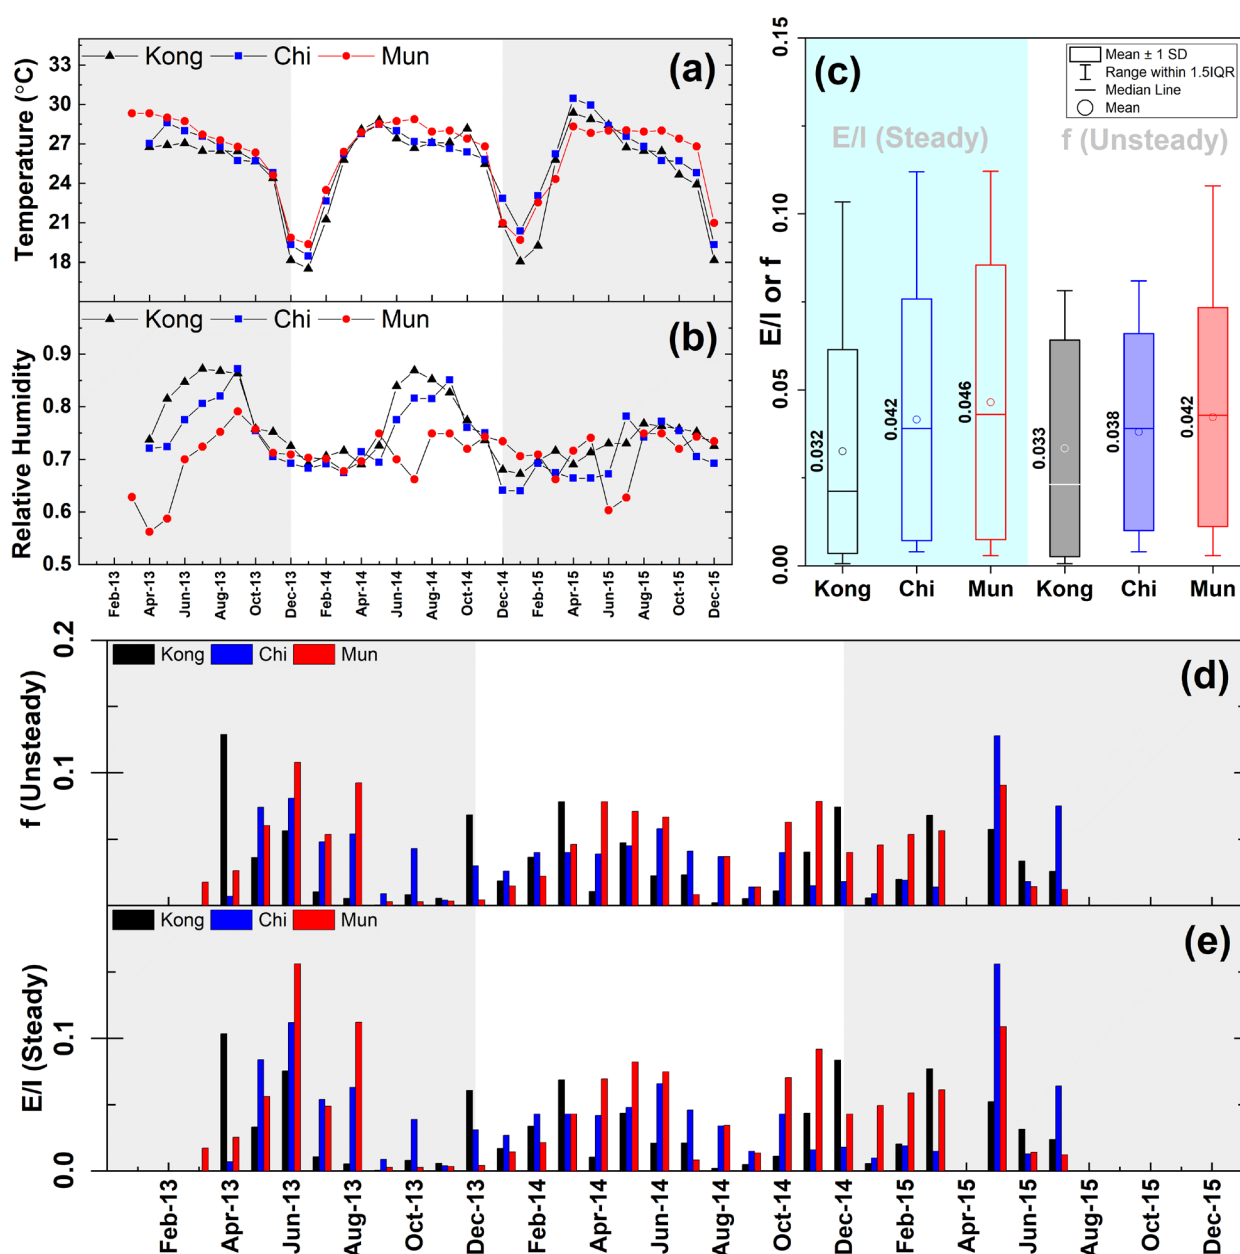 Kong Chi Mun
(a)
Temperature (°C)
33
30
27
24
21
18
Kong Chi Mun
(b)
Relative Humidity
0.9
0.8
0.7
0.6
0.5
Feb-13 Apr-13 Jun-13 Aug-13 Oct-13 Dec-13 Feb-14 Apr-14 Jun-14 Aug-14 Oct-14 Dec-14 Feb-15 Apr-15 Jun-15 Aug-15 Oct-15 Dec-15
(c)
Mean ± 1 SD
Range within 1.5IQR
Median Line
Mean
E/I (Steady)
f (Unsteady)
E/I or f
0.15
0.10
0.05
0.00
0.032
0.042
0.046
0.033
0.038
0.042
Kong Chi Mun Kong Chi Mun
Kong Chi Mun
(d)
f (Unsteady)
0.2
0.1
Kong Chi Mun
(e)
E/I (Steady)
0.1
0.0
Feb-13 Apr-13 Jun-13 Aug-13 Oct-13 Dec-13 Feb-14 Apr-14 Jun-14 Aug-14 Oct-14 Dec-14 Feb-15 Apr-15 Jun-15 Aug-15 Oct-15 Dec-15